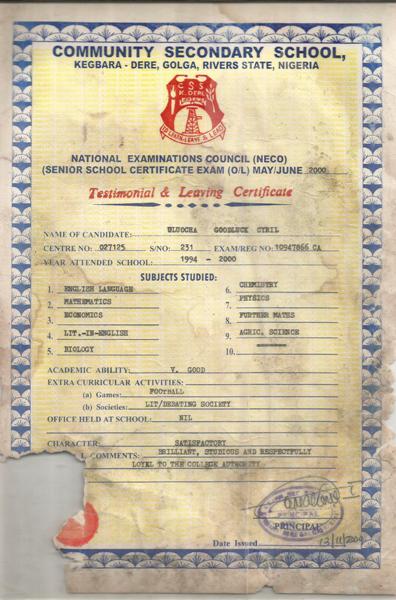 COMMUNITY SECONDARY SCHOOL,
KEGBARA - DERE, GOLGA, RIVERS STATE, NIGERIA
C S S
K. DERE
TO LEARN LEAVE & LEAD
NATIONAL EXAMINATIONS COUNCIL (NECO)
(SENIOR SCHOOL CERTIFICATE EXAM (O/L) MAY/JUNE 2000
Testimonial & Leaving Certificate
NAME OF CANDIDATE: ULUOCHA GOODLUCK CYRIL
CENTRE NO: 027125 S/NO: 231 EXAM/REG NO: 10947866 CA
YEAR ATTENDED SCHOOL: 1994 - 2000
SUBJECTS STUDIED:
1. ENGLISH LANGUAGE
2. MATHEMATICS
3. ECONOMICS
4. LIT.-IN-ENGLISH
5. BIOLOGY
6. CHEMISTRY
7. PHYSICS
8. FURTHER MATHS
9. AGRIC. SCIENCE
10.
ACADEMIC ABILITY: V. GOOD
EXTRA CURRICULAR ACTIVITIES:
(a) Games: FOOTBALL
(b) Societies: LIT/DEBATING SOCIETY
OFFICE HELD AT SCHOOL: NIL
CHARACTER: SATISFACTORY
L COMMENTS: BRILLIANT, STUDIOUS AND RESPECTFULLY
LOYAL TO THE COLLEGE AUTHORITY
PRINCIPAL
PRINCIPAL
Date Issued 13/11/2000